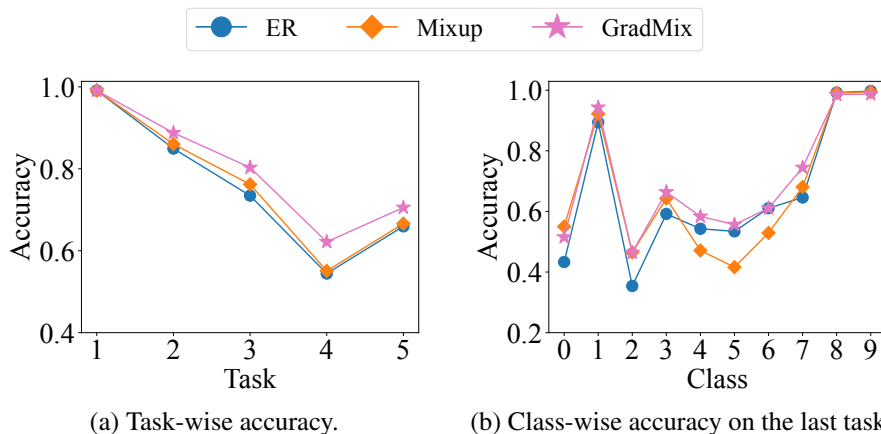 ER Mixup GradMix
1.0 0.8 0.6 0.4
Accuracy
1 2 3 4 5
Task
(a) Task-wise accuracy.
1.0 0.8 0.6 0.4 0.2
Accuracy
0 1 2 3 4 5 6 7 8 9
Class
(b) Class-wise accuracy on the last task